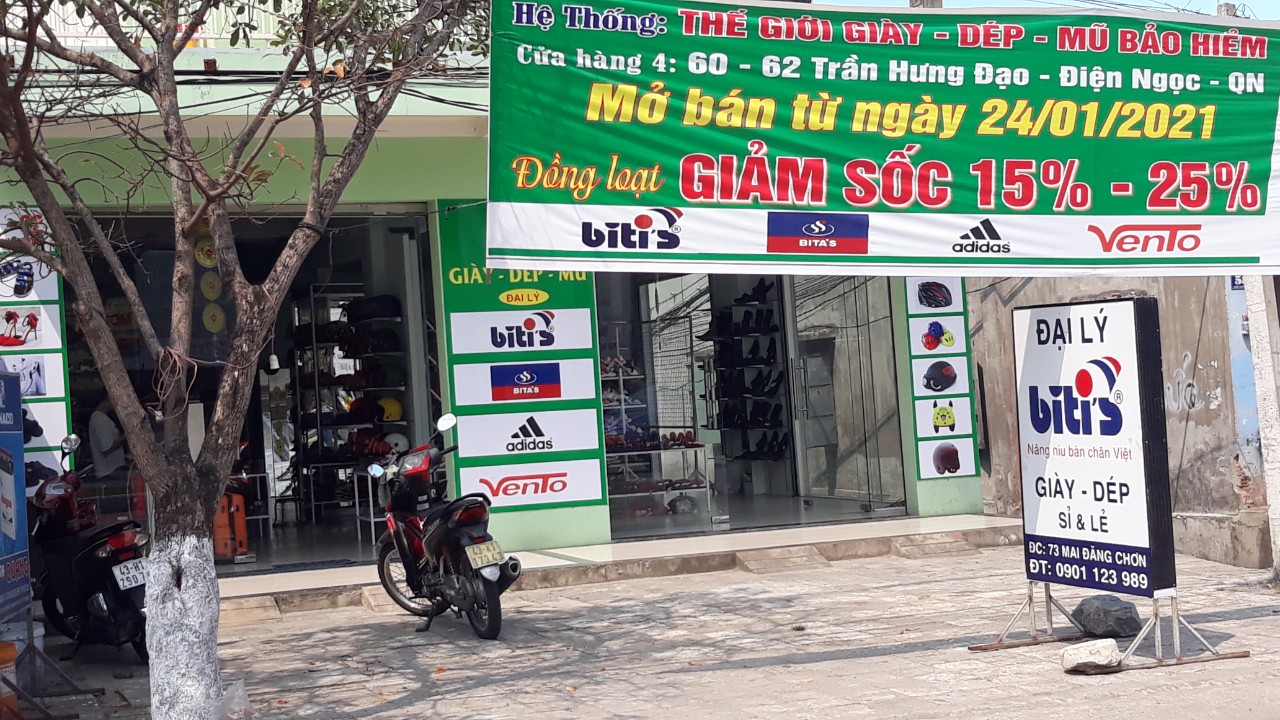 Hệ Thống: THẾ GIỚI GIÀY - DÉP - MŨ BẢO HIỂM
Cửa hàng 4: 60 - 62 Trần Hưng Đạo - Điện Ngọc - QN
Mở bán từ ngày 24/01/2021
Đồng loạt GIẢM SỐC 15% - 25%
biti's ® BITA'S adidas VENTO
GIÀY - DÉP - MŨ
ĐẠI LÝ
biti's ®
BITA'S
adidas
VENTO
ĐẠI LÝ
biti's ®
Nâng niu bàn chân Việt
GIÀY - DÉP
SỈ & LẺ
ĐC: 73 MAI ĐĂNG CHƠN
ĐT: 0901 123 989